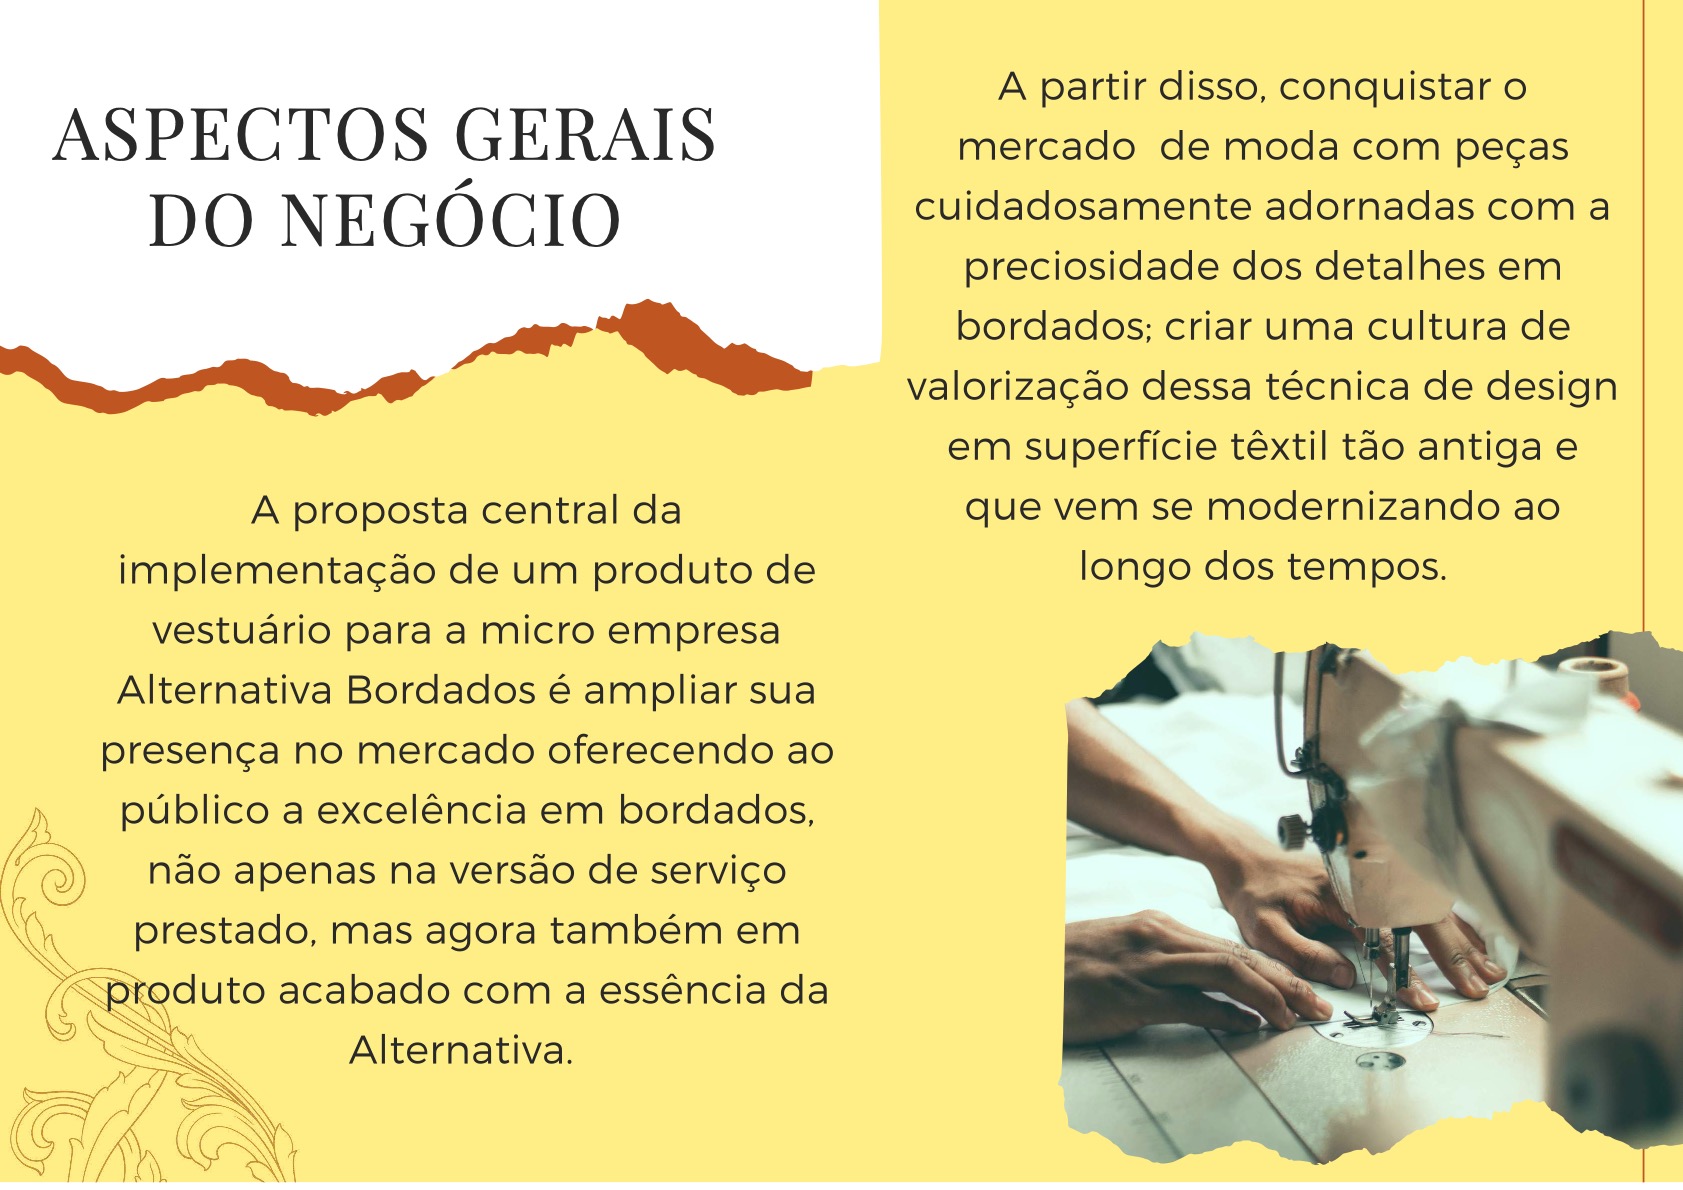 ASPECTOS GERAIS
DO NEGÓCIO
A proposta central da
implementação de um produto de
vestuário para a micro empresa
Alternativa Bordados é ampliar sua
presença no mercado oferecendo ao
público a excelência em bordados,
não apenas na versão de serviço
prestado, mas agora também em
produto acabado com a essência da
Alternativa.
A partir disso, conquistar o
mercado  de moda com peças
cuidadosamente adornadas com a
preciosidade dos detalhes em
bordados; criar uma cultura de
valorização dessa técnica de design
em superfície têxtil tão antiga e
que vem se modernizando ao
longo dos tempos.